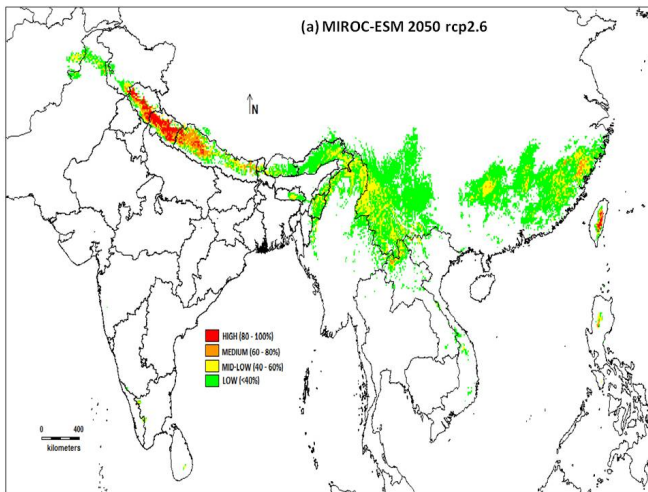 (a) MIROC-ESM 2050 rcp2.6
N
HIGH (80 - 100%)
MEDIUM (60 - 80%)
MID-LOW (40 - 60%)
LOW (<40%)
0 400
kilometers